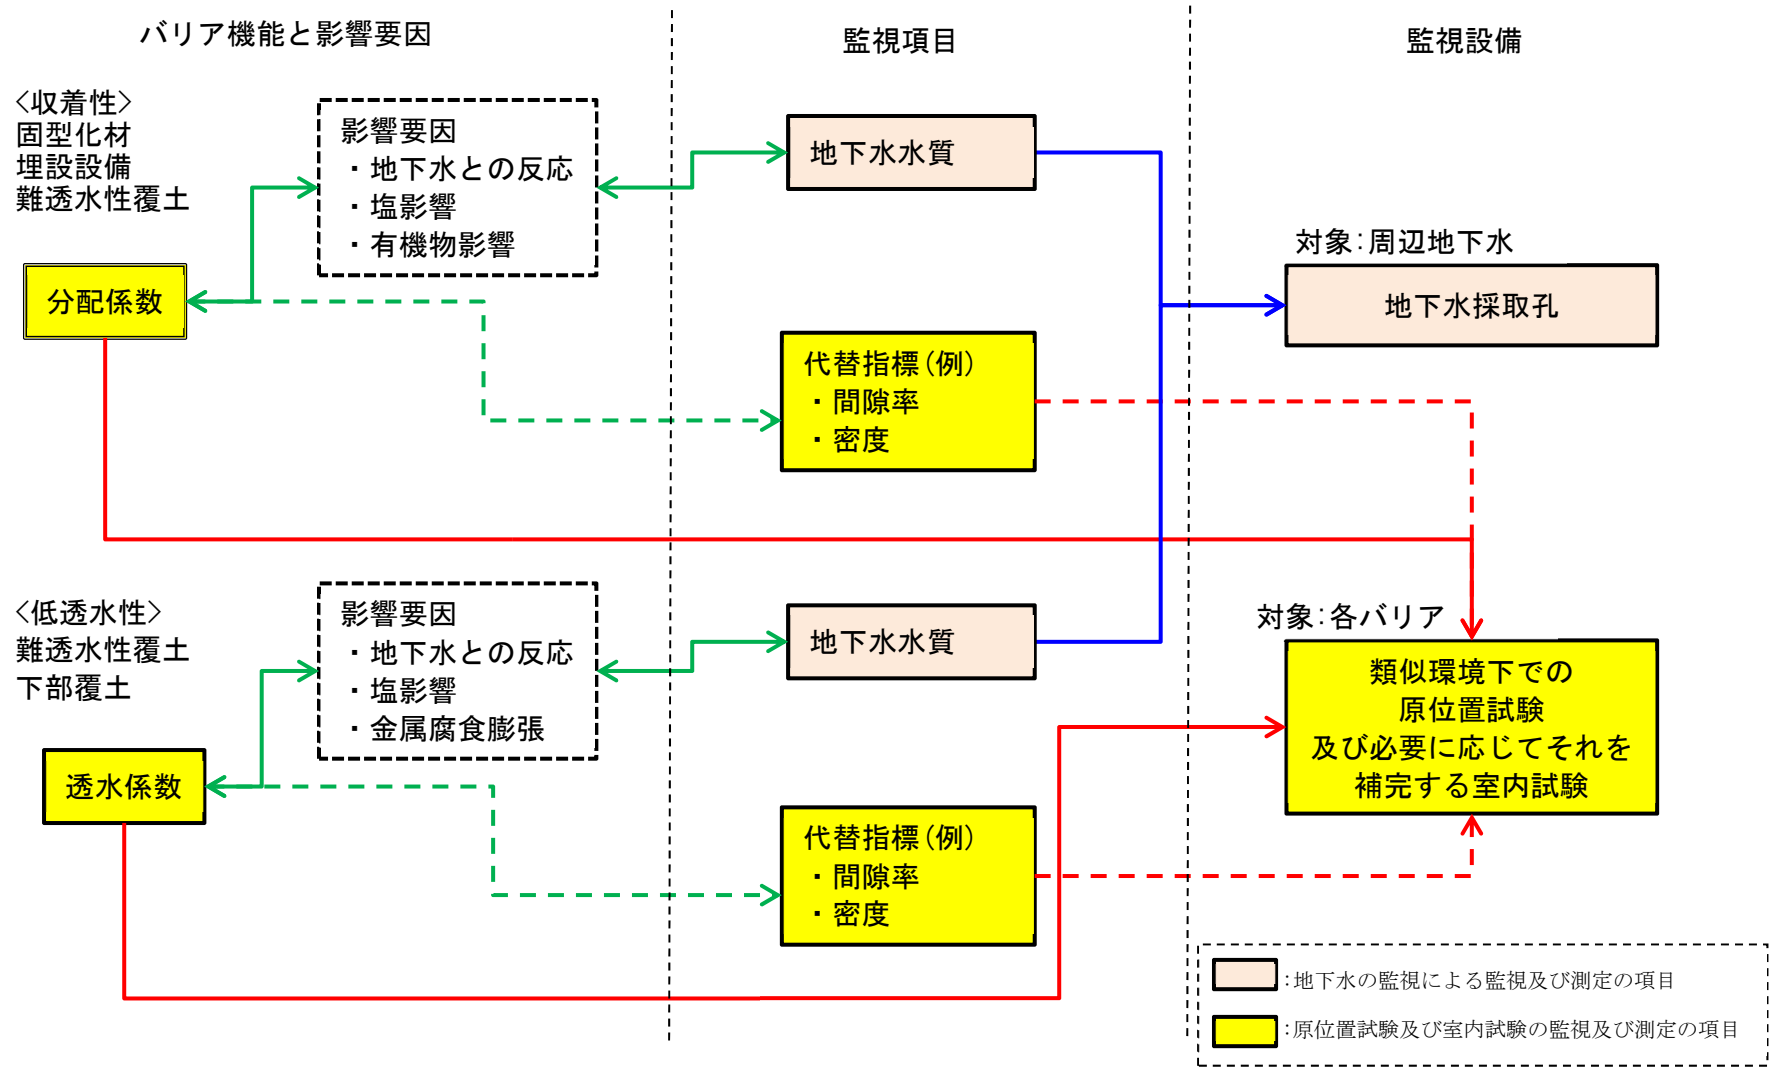 バリア機能と影響要因
監視項目
監視設備
<収着性>
固型化材
埋設設備
難透水性覆土
影響要因
・地下水との反応
・塩影響
・有機物影響
地下水水質
対象:周辺地下水
分配係数
地下水採取孔
代替指標(例)
・間隙率
・密度
<低透水性>
難透水性覆土
下部覆土
影響要因
・地下水との反応
・塩影響
・金属腐食膨張
地下水水質
対象:各バリア
類似環境下での
原位置試験
及び必要に応じてそれを
補完する室内試験
透水係数
代替指標(例)
・間隙率
・密度
:地下水の監視による監視及び測定の項目
:原位置試験及び室内試験の監視及び測定の項目